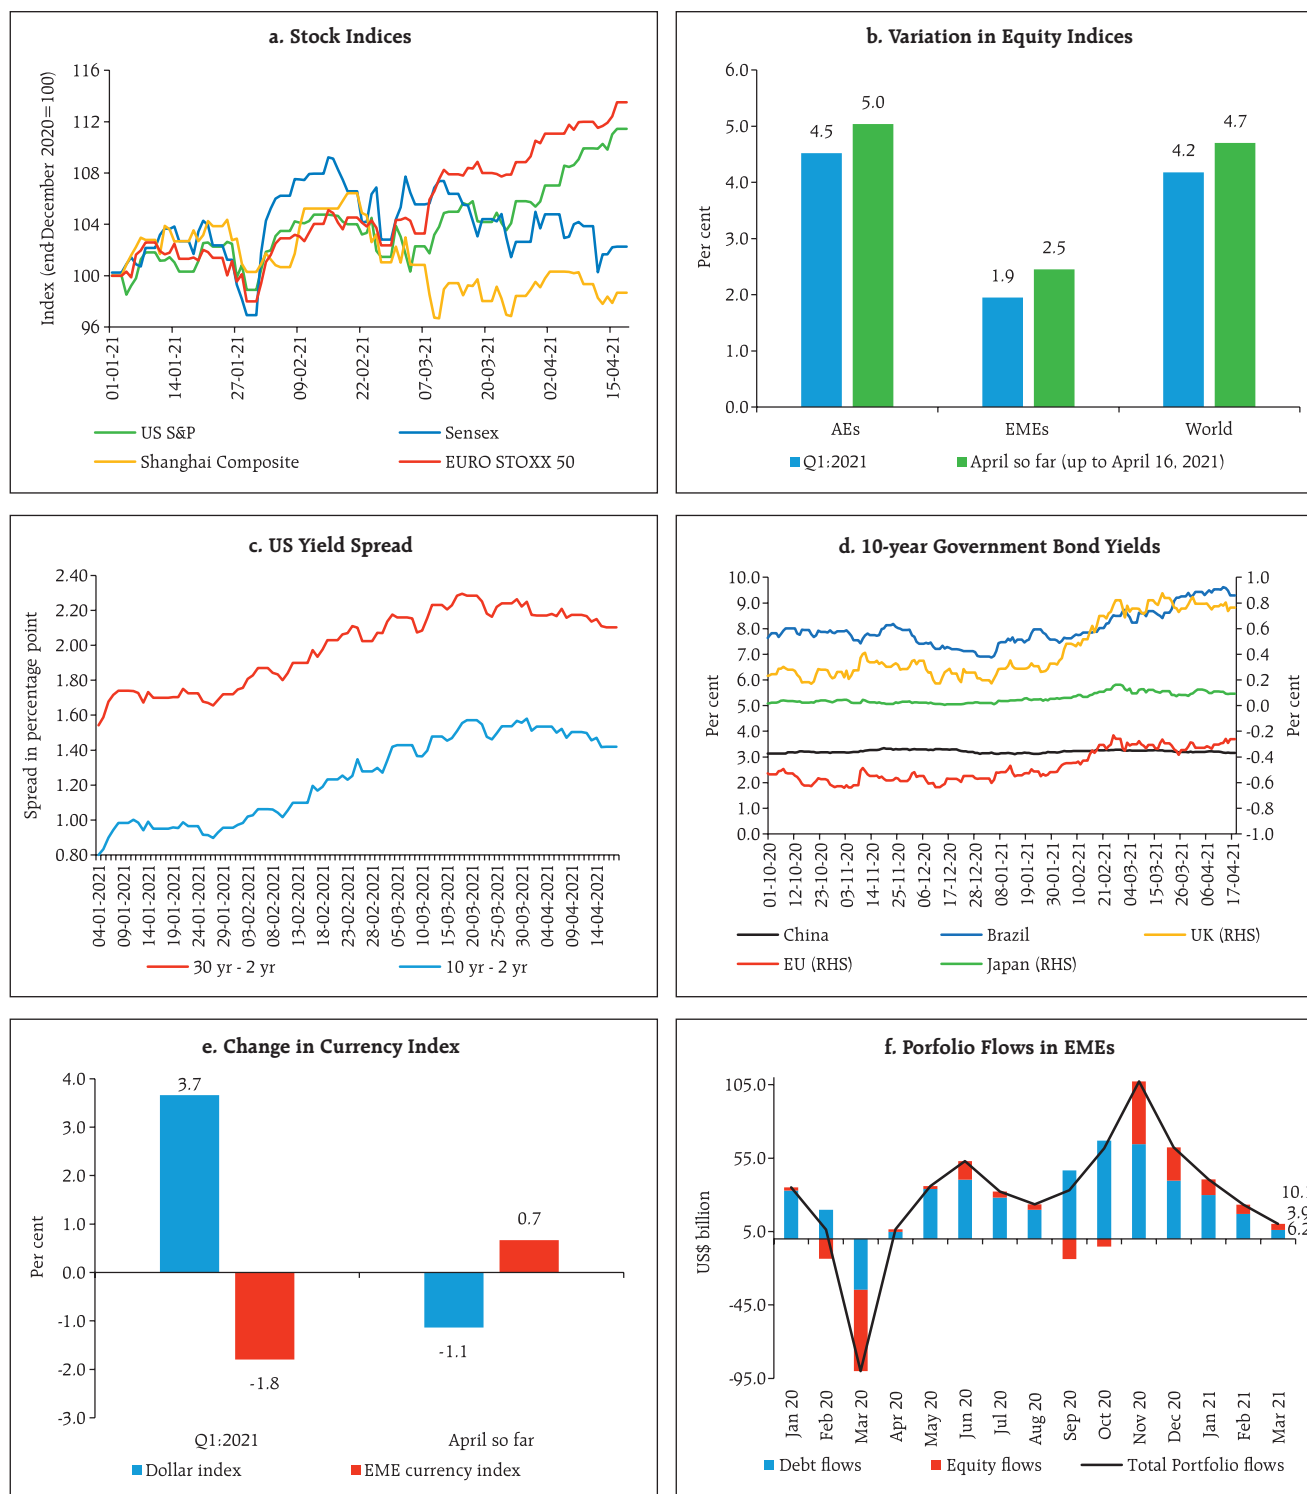 a. Stock Indices
Index (end-December 2020=100)
116
112
108
104
100
96
01-01-21
14-01-21
27-01-21
09-02-21
22-02-21
07-03-21
20-03-21
02-04-21
15-04-21
US S&P
Sensex
Shanghai Composite
EURO STOXX 50
b. Variation in Equity Indices
Per cent
6.0
5.0
4.0
3.0
2.0
1.0
0.0
4.5
5.0
1.9
2.5
4.2
4.7
AEs
EMEs
World
Q1:2021
April so far (up to April 16, 2021)
c. US Yield Spread
Spread in percentage point
2.40
2.20
2.00
1.80
1.60
1.40
1.20
1.00
0.80
04-01-2021
09-01-2021
14-01-2021
19-01-2021
24-01-2021
29-01-2021
03-02-2021
08-02-2021
13-02-2021
18-02-2021
23-02-2021
28-02-2021
05-03-2021
10-03-2021
15-03-2021
20-03-2021
25-03-2021
30-03-2021
04-04-2021
09-04-2021
14-04-2021
30 yr - 2 yr
10 yr - 2 yr
d. 10-year Government Bond Yields
Per cent
10.0
9.0
8.0
7.0
6.0
5.0
4.0
3.0
2.0
1.0
0.0
1.0
0.8
0.6
0.4
0.2
0.0
-0.2
-0.4
-0.6
-0.8
-1.0
Per cent
01-10-20
12-10-20
23-10-20
03-11-20
14-11-20
25-11-20
06-12-20
17-12-20
28-12-20
08-01-21
19-01-21
30-01-21
10-02-21
21-02-21
04-03-21
15-03-21
26-03-21
06-04-21
17-04-21
China
Brazil
UK (RHS)
EU (RHS)
Japan (RHS)
e. Change in Currency Index
Per cent
4.0
3.0
2.0
1.0
0.0
-1.0
-2.0
-3.0
3.7
-1.8
-1.1
0.7
Q1:2021
April so far
Dollar index
EME currency index
f. Porfolio Flows in EMEs
US$ billion
105.0
55.0
5.0
-45.0
-95.0
10.1
3.9
6.2
Jan 20
Feb 20
Mar 20
Apr 20
May 20
Jun 20
Jul 20
Aug 20
Sep 20
Oct 20
Nov 20
Dec 20
Jan 21
Feb 21
Mar 21
Debt flows
Equity flows
Total Portfolio flows